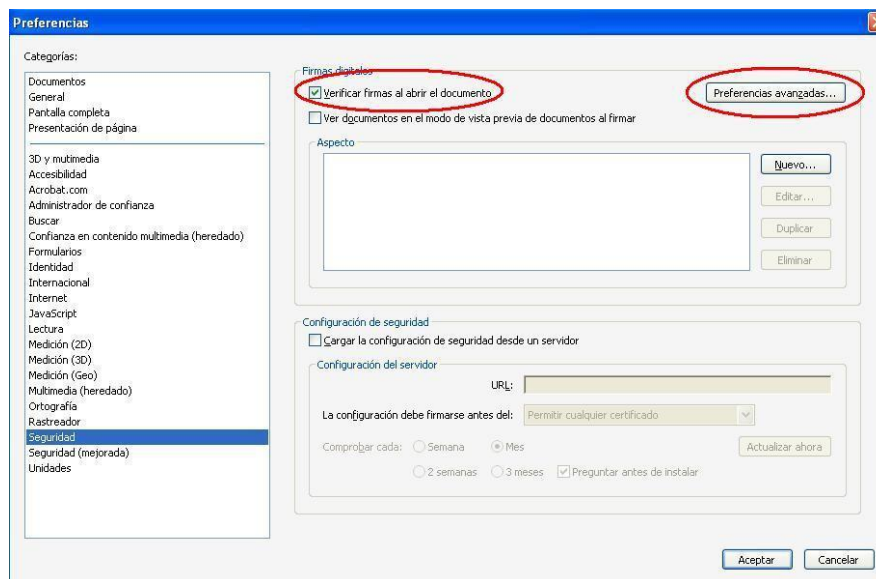 Preferencias
Categorías:
Documentos
General
Pantalla completa
Presentación de página
3D y mutimedia
Accesibilidad
Acrobat.com
Administrador de confianza
Buscar
Confianza en contenido multimedia (heredado)
Formularios
Identidad
Internacional
Internet
JavaScript
Lectura
Medición (2D)
Medición (3D)
Medición (Geo)
Multimedia (heredado)
Ortografía
Rastreador
Seguridad
Seguridad (mejorada)
Unidades
Firmas digitales
Verificar firmas al abrir el documento
Preferencias avanzadas...
Ver documentos en el modo de vista previa de documentos al firmar
Aspecto
Nuevo...
Editar...
Duplicar
Eliminar
Configuración de seguridad
Cargar la configuración de seguridad desde un servidor
Configuración del servidor
URL:
La configuración debe firmarse antes del: Permitir cualquier certificado
Comprobar cada: Semana Mes Actualizar ahora
2 semanas 3 meses Preguntar antes de instalar
Aceptar Cancelar